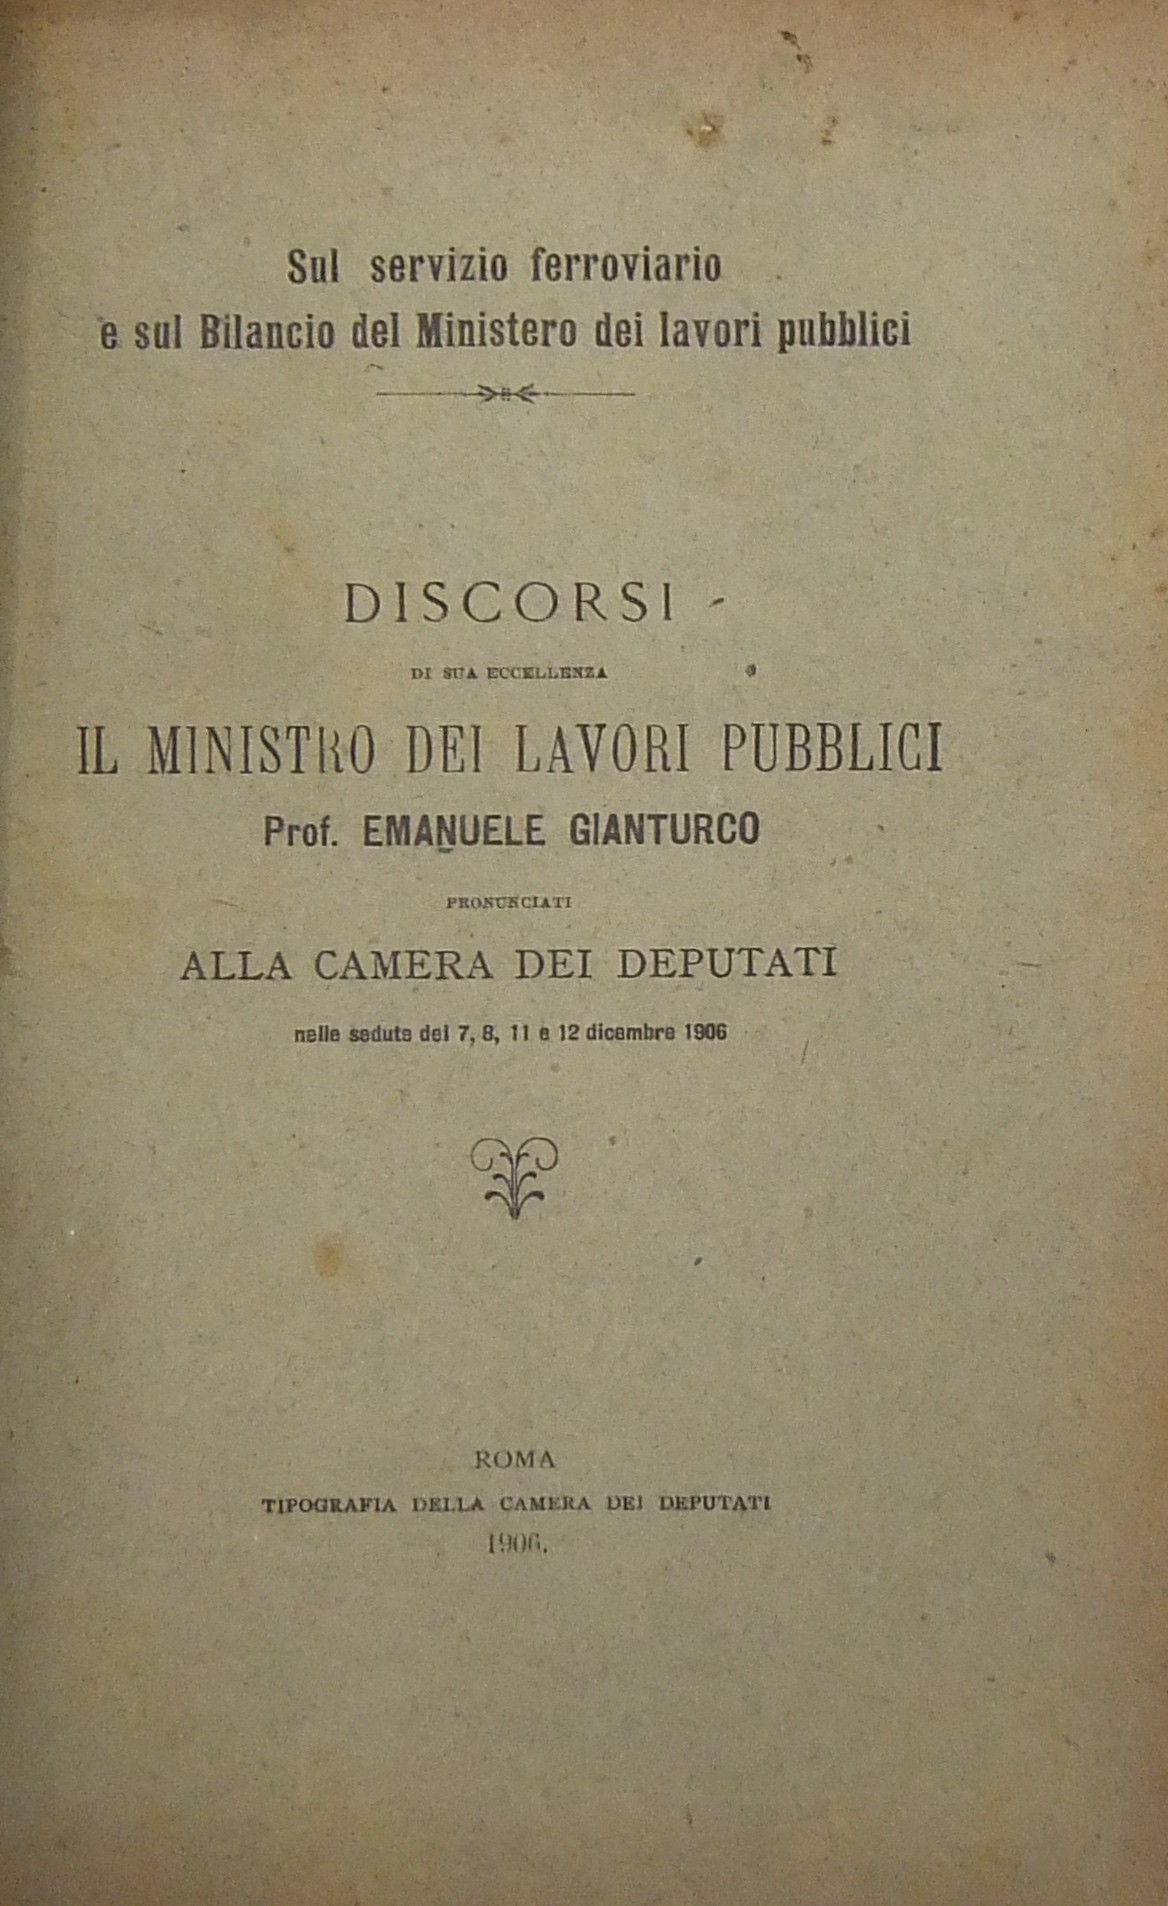 Sul servizio ferroviario
e sul Bilancio del Ministero dei lavori pubblici
DISCORSI
DI SUA ECCELLENZA
IL MINISTRO DEI LAVORI PUBBLICI
Prof. EMANUELE GIANTURCO
PRONUNCIATI
ALLA CAMERA DEI DEPUTATI
nelle sedute del 7, 8, 11 e 12 dicembre 1906
ROMA
TIPOGRAFIA DELLA CAMERA DEI DEPUTATI
1906.